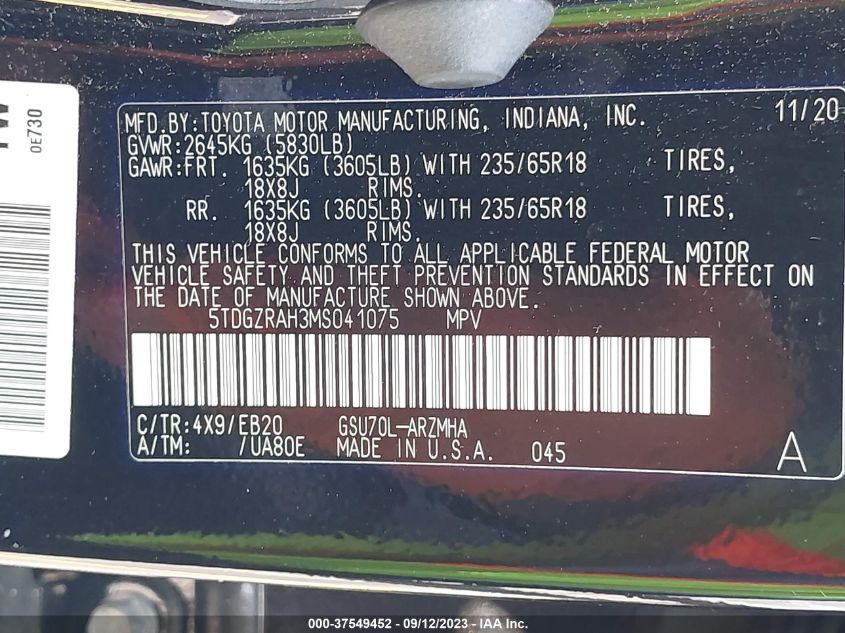 0E730
MFD.BY:TOYOTA MOTOR MANUFACTURING, INDIANA, INC. 11/20
GVWR:2645KG (5830LB)
GAWR:FRT. 1635KG (3605LB) WITH 235/65R18 TIRES,
18X8J RIMS.
RR. 1635KG (3605LB) WITH 235/65R18 TIRES,
18X8J RIMS.
THIS VEHICLE CONFORMS TO ALL APPLICABLE FEDERAL MOTOR
VEHICLE SAFETY AND THEFT PREVENTION STANDARDS IN EFFECT ON
THE DATE OF MANUFACTURE SHOWN ABOVE.
5TDGZRAH3MS041075 MPV
C/TR:4X9/EB20 GSU70L-ARZMHA
A/TM: /UA80E MADE IN U.S.A. 045 A
000-37549452 - 09/12/2023 - IAA Inc.